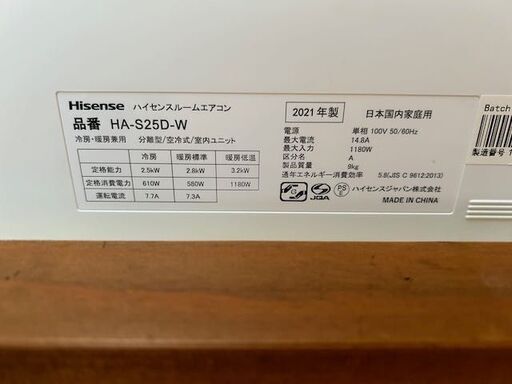 Hisense ハイセンスルームエアコン
品番 HA-S25D-W
冷房・暖房兼用 分離型/空冷式/室内ユニット
冷房 暖房標準 暖房低温
定格能力 2.5kW 2.8kW 3.2kW
定格消費電力 610W 580W 1180W
運転電流 7.7A 7.3A
2021年製 日本国内家庭用
電源 単相 100V 50/60Hz
最大電流 14.8A
最大入力 1180W
区分名 A
製品質量 9kg
通年エネルギー消費効率 5.8(JIS C 9612:2013)
G JQA PS E ハイセンスジャパン株式会社
MADE IN CHINA
Batch
製造番号 1